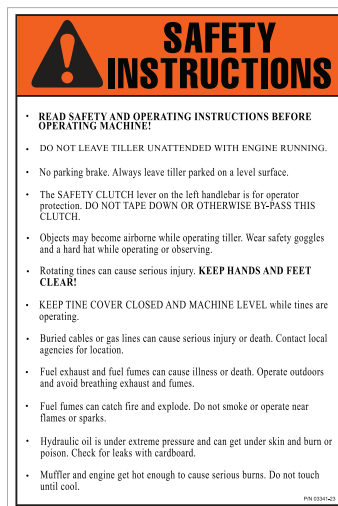 SAFETY
INSTRUCTIONS
• READ SAFETY AND OPERATING INSTRUCTIONS BEFORE
OPERATING MACHINE!
• DO NOT LEAVE TILLER UNATTENDED WITH ENGINE RUNNING.
• No parking brake. Always leave tiller parked on a level surface.
• The SAFETY CLUTCH lever on the left handlebar is for operator
protection. DO NOT TAPE DOWN OR OTHERWISE BY-PASS THIS
CLUTCH.
• Objects may become airborne while operating tiller. Wear safety goggles
and a hard hat while operating or observing.
• Rotating tines can cause serious injury. KEEP HANDS AND FEET
CLEAR!
• KEEP TINE COVER CLOSED AND MACHINE LEVEL while tines are
operating.
• Buried cables or gas lines can cause serious injury or death. Contact local
agencies for location.
• Fuel exhaust and fuel fumes can cause illness or death. Operate outdoors
and avoid breathing exhaust and fumes.
• Fuel fumes can catch fire and explode. Do not smoke or operate near
flames or sparks.
• Hydraulic oil is under extreme pressure and can get under skin and burn or
poison. Check for leaks with cardboard.
• Muffler and engine get hot enough to cause serious burns. Do not touch
until cool.
P/N 03341-23